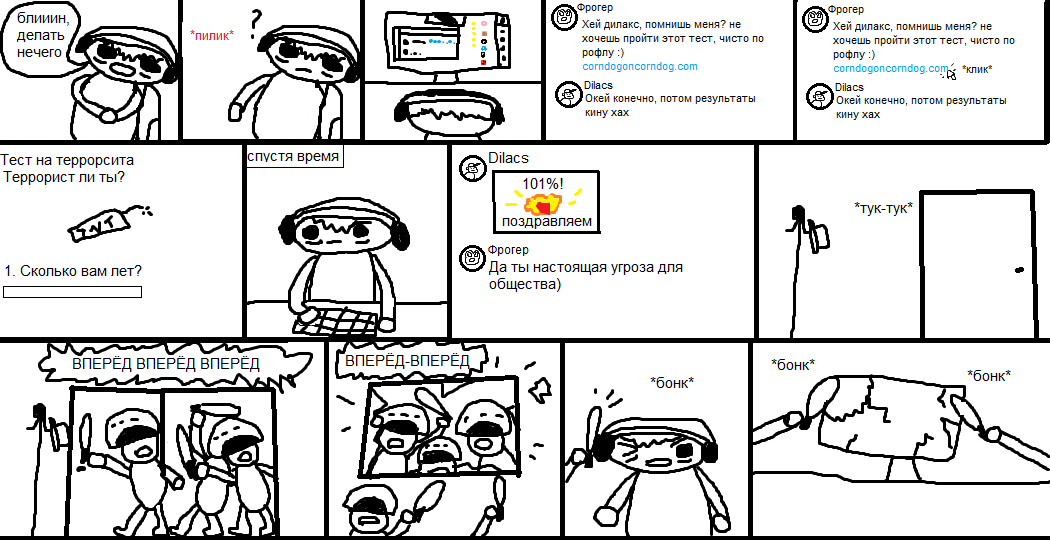 блииин,
делать
нечего
*пилик*
?
Фрогер
Хей дилакс, помнишь меня? не
хочешь пройти этот тест, чисто по
рофлу :)
corndogoncorndog.com
Dilacs
Окей конечно, потом результаты
кину хах
Фрогер
Хей дилакс, помнишь меня? не
хочешь пройти этот тест, чисто по
рофлу :)
corndogoncorndog.com
*клик*
Dilacs
Окей конечно, потом результаты
кину хах
Тест на террорсита
Террорист ли ты?
TNT
1. Сколько вам лет?
спустя время
Dilacs
101%!
поздравляем
Фрогер
Да ты настоящая угроза для
общества)
*тук-тук*
ВПЕРЁД ВПЕРЁД ВПЕРЁД
ВПЕРЁД-ВПЕРЁД
*бонк*
*бонк*
*бонк*